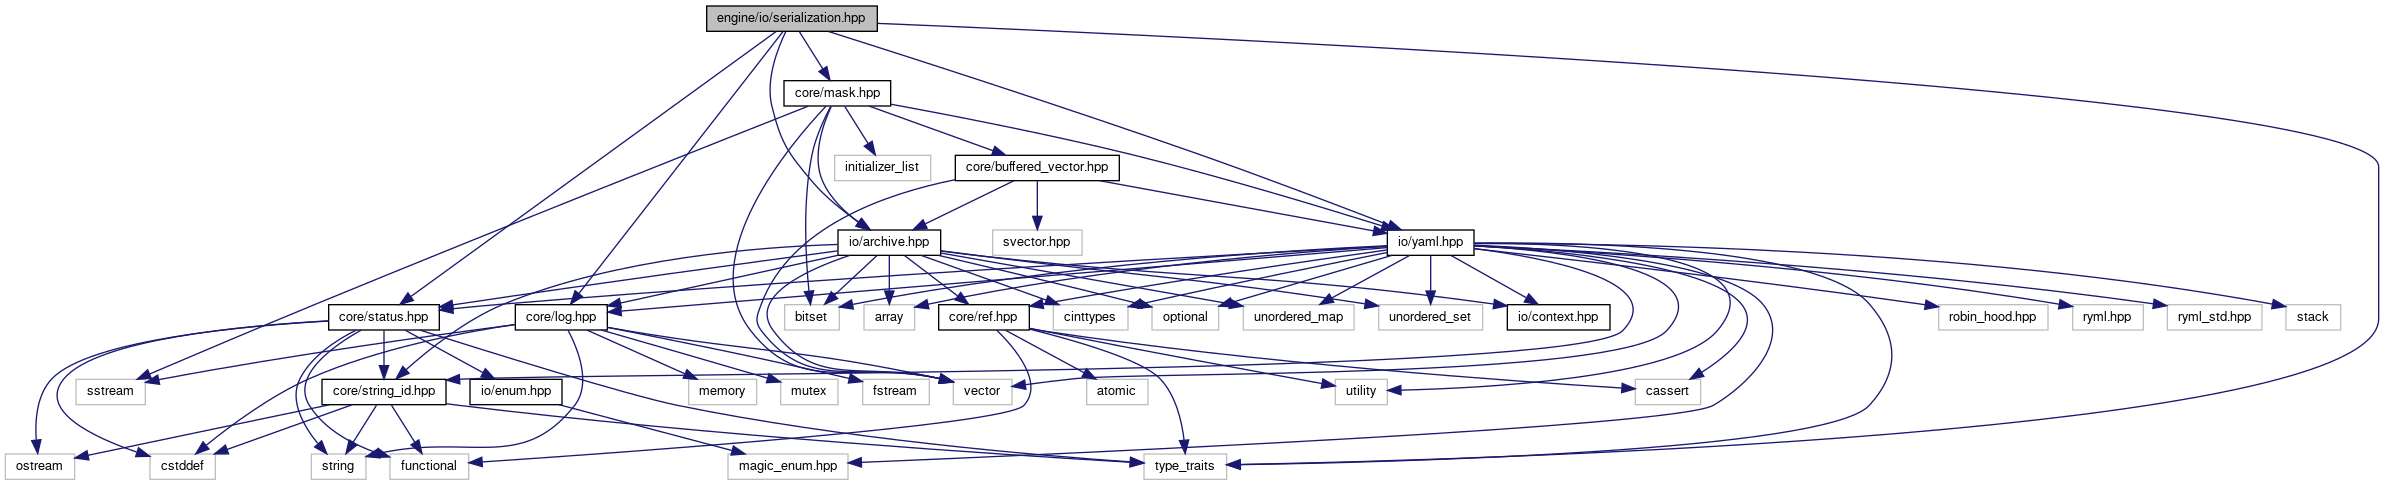 engine/io/serialization.hpp
core/mask.hpp
initializer_list
core/buffered_vector.hpp
io/archive.hpp
svector.hpp
io/yaml.hpp
core/status.hpp
core/log.hpp
bitset
array
core/ref.hpp
cinttypes
optional
unordered_map
unordered_set
io/context.hpp
robin_hood.hpp
ryml.hpp
ryml_std.hpp
stack
sstream
core/string_id.hpp
io/enum.hpp
memory
mutex
fstream
vector
atomic
utility
cassert
ostream
cstddef
string
functional
magic_enum.hpp
type_traits